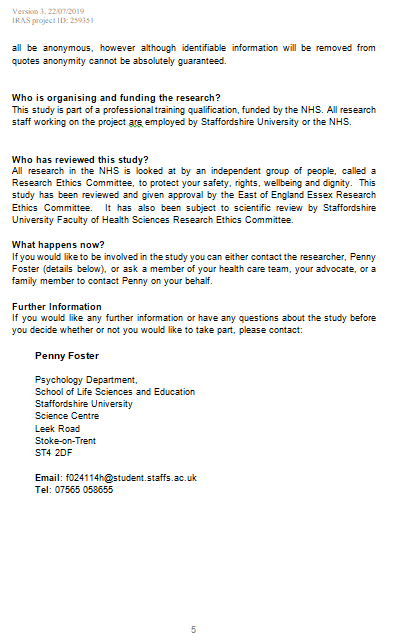 Version 3, 22/07/2019
IRAS project ID: 259351
all be anonymous, however although identifiable information will be removed from
quotes anonymity cannot be absolutely guaranteed.
Who is organising and funding the research?
This study is part of a professional training qualification, funded by the NHS. All research
staff working on the project are employed by Staffordshire University or the NHS.
Who has reviewed this study?
All research in the NHS is looked at by an independent group of people, called a
Research Ethics Committee, to protect your safety, rights, wellbeing and dignity. This
study has been reviewed and given approval by the East of England Essex Research
Ethics Committee. It has also been subject to scientific review by Staffordshire
University Faculty of Health Sciences Research Ethics Committee.
What happens now?
If you would like to be involved in the study you can either contact the researcher, Penny
Foster (details below), or ask a member of your health care team, your advocate, or a
family member to contact Penny on your behalf.
Further Information
If you would like any further information or have any questions about the study before
you decide whether or not you would like to take part, please contact:
Penny Foster
Psychology Department,
School of Life Sciences and Education
Staffordshire University
Science Centre
Leek Road
Stoke-on-Trent
ST4 2DF
Email: f024114h@student.staffs.ac.uk
Tel: 07565 058655
5